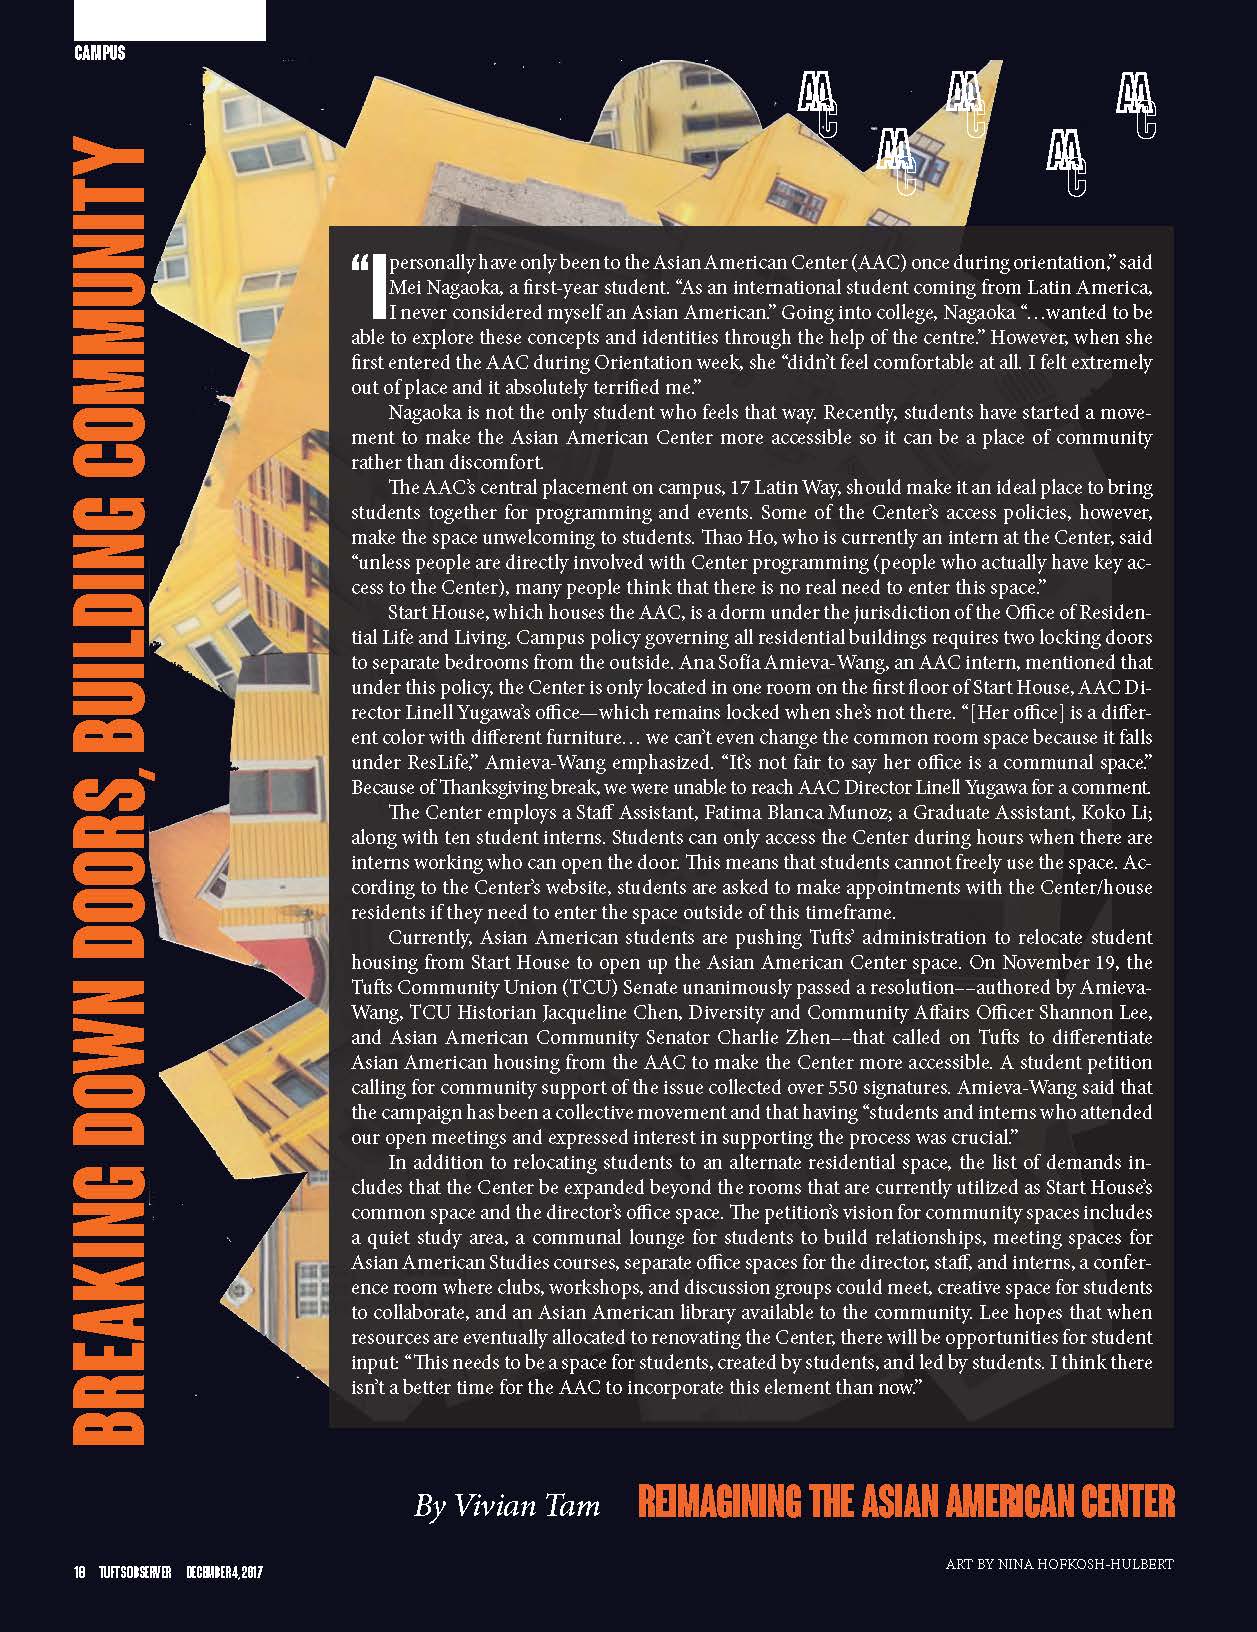 CAMPUS
BREAKING DOWN DOORS, BUILDING COMMUNITY
AAC
AAC
AAC
AAC
AAC
“I personally have only been to the Asian American Center (AAC) once during orientation,” said
Mei Nagaoka, a first-year student. “As an international student coming from Latin America,
I never considered myself an Asian American.” Going into college, Nagaoka “…wanted to be
able to explore these concepts and identities through the help of the centre.” However, when she
first entered the AAC during Orientation week, she “didn’t feel comfortable at all. I felt extremely
out of place and it absolutely terrified me.”
Nagaoka is not the only student who feels that way. Recently, students have started a move-
ment to make the Asian American Center more accessible so it can be a place of community
rather than discomfort.
The AAC’s central placement on campus, 17 Latin Way, should make it an ideal place to bring
students together for programming and events. Some of the Center’s access policies, however,
make the space unwelcoming to students. Thao Ho, who is currently an intern at the Center, said
“unless people are directly involved with Center programming (people who actually have key ac-
cess to the Center), many people think that there is no real need to enter this space.”
Start House, which houses the AAC, is a dorm under the jurisdiction of the Office of Residen-
tial Life and Living. Campus policy governing all residential buildings requires two locking doors
to separate bedrooms from the outside. Ana Sofía Amieva-Wang, an AAC intern, mentioned that
under this policy, the Center is only located in one room on the first floor of Start House, AAC Di-
rector Linell Yugawa’s office—which remains locked when she’s not there. “[Her office] is a differ-
ent color with different furniture… we can’t even change the common room space because it falls
under ResLife,” Amieva-Wang emphasized. “It’s not fair to say her office is a communal space.”
Because of Thanksgiving break, we were unable to reach AAC Director Linell Yugawa for a comment.
The Center employs a Staff Assistant, Fatima Blanca Munoz; a Graduate Assistant, Koko Li;
along with ten student interns. Students can only access the Center during hours when there are
interns working who can open the door. This means that students cannot freely use the space. Ac-
cording to the Center’s website, students are asked to make appointments with the Center/house
residents if they need to enter the space outside of this timeframe.
Currently, Asian American students are pushing Tufts’ administration to relocate student
housing from Start House to open up the Asian American Center space. On November 19, the
Tufts Community Union (TCU) Senate unanimously passed a resolution––authored by Amieva-
Wang, TCU Historian Jacqueline Chen, Diversity and Community Affairs Officer Shannon Lee,
and Asian American Community Senator Charlie Zhen––that called on Tufts to differentiate
Asian American housing from the AAC to make the Center more accessible. A student petition
calling for community support of the issue collected over 550 signatures. Amieva-Wang said that
the campaign has been a collective movement and that having “students and interns who attended
our open meetings and expressed interest in supporting the process was crucial.”
In addition to relocating students to an alternate residential space, the list of demands in-
cludes that the Center be expanded beyond the rooms that are currently utilized as Start House’s
common space and the director’s office space. The petition’s vision for community spaces includes
a quiet study area, a communal lounge for students to build relationships, meeting spaces for
Asian American Studies courses, separate office spaces for the director, staff, and interns, a confer-
ence room where clubs, workshops, and discussion groups could meet, creative space for students
to collaborate, and an Asian American library available to the community. Lee hopes that when
resources are eventually allocated to renovating the Center, there will be opportunities for student
input: “This needs to be a space for students, created by students, and led by students. I think there
isn’t a better time for the AAC to incorporate this element than now.”
By Vivian Tam
REIMAGINING THE ASIAN AMERICAN CENTER
ART BY NINA HOFKOSH-HULBERT
18 TUFTS OBSERVER DECEMBER 4, 2017